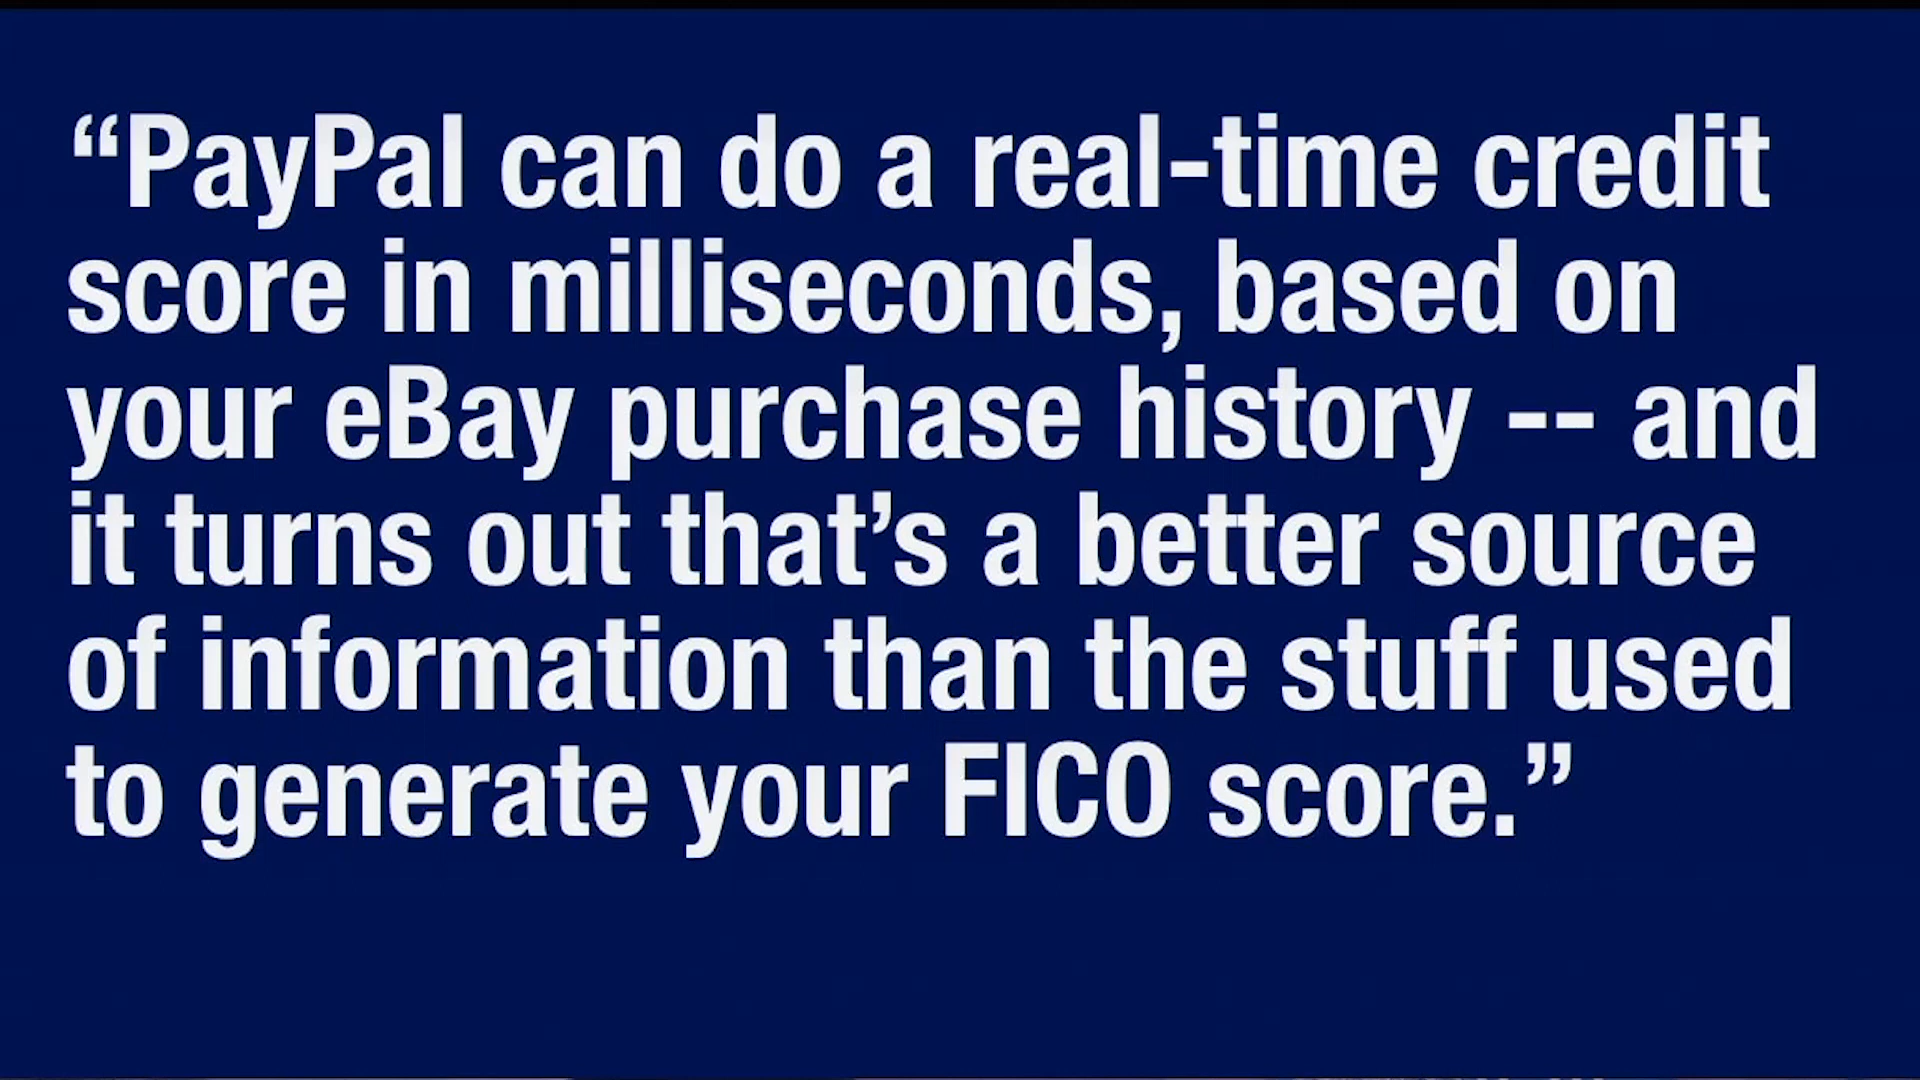 “PayPal can do a real-time credit
score in milliseconds, based on
your eBay purchase history -- and
it turns out that’s a better source
of information than the stuff used
to generate your FICO score.”